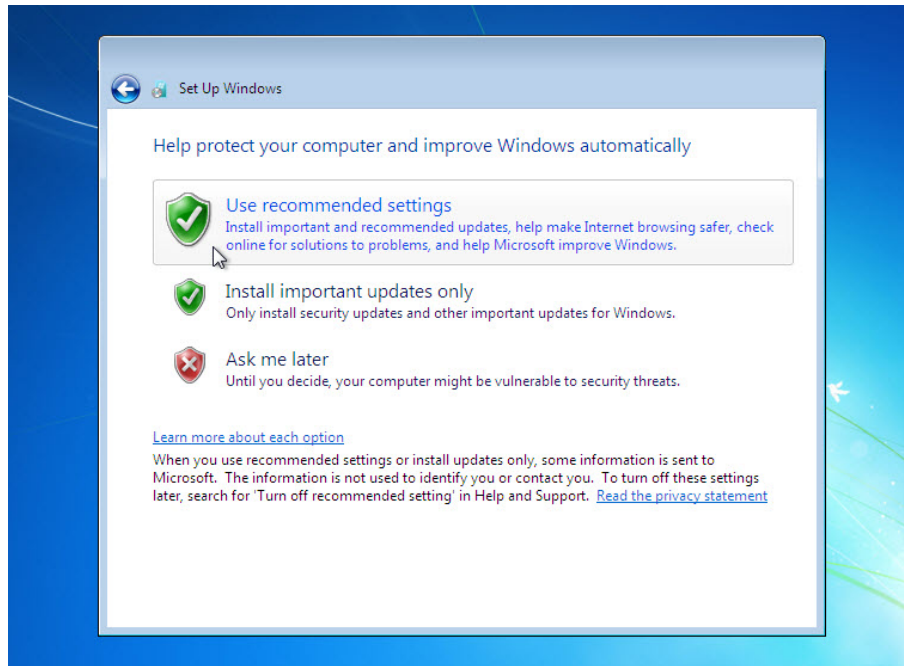 Set Up Windows
Help protect your computer and improve Windows automatically
Use recommended settings
Install important and recommended updates, help make Internet browsing safer, check
online for solutions to problems, and help Microsoft improve Windows.
Install important updates only
Only install security updates and other important updates for Windows.
Ask me later
Until you decide, your computer might be vulnerable to security threats.
Learn more about each option
When you use recommended settings or install updates only, some information is sent to
Microsoft.  The information is not used to identify you or contact you.  To turn off these settings
later, search for 'Turn off recommended setting' in Help and Support.  Read the privacy statement